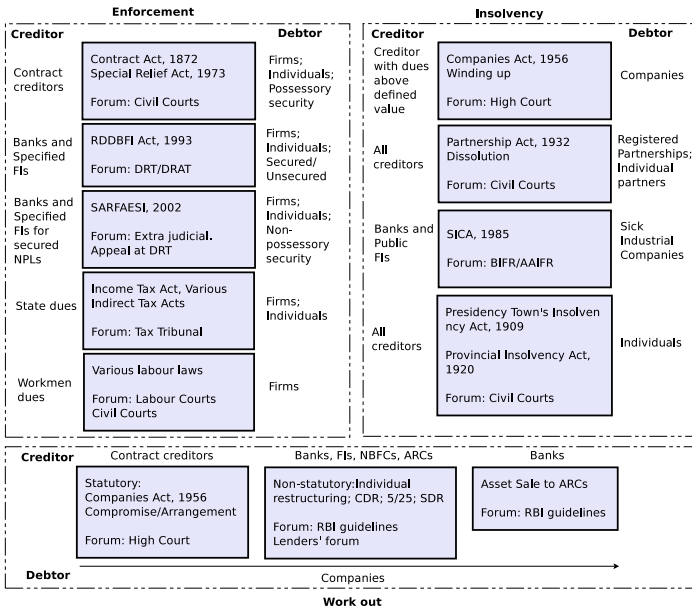 Enforcement
Creditor
Debtor
Contract
creditors
Contract Act, 1872
Special Relief Act, 1973
Forum: Civil Courts
Firms;
Individuals;
Possessory
security
Banks and
Specified
FIs
RDDBFI Act, 1993
Forum: DRT/DRAT
Firms;
Individuals;
Secured/
Unsecured
Banks and
Specified
FIs for
secured
NPLs
SARFAESI, 2002
Forum: Extra judicial.
Appeal at DRT
Firms;
Individuals;
Non-
possessory
security
State dues
Income Tax Act, Various
Indirect Tax Acts
Forum: Tax Tribunal
Firms;
Individuals
Workmen
dues
Various labour laws
Forum: Labour Courts
Civil Courts
Firms
Insolvency
Creditor
Debtor
Creditor
with dues
above
defined
value
Companies Act, 1956
Winding up
Forum: High Court
Companies
All
creditors
Partnership Act, 1932
Dissolution
Forum: Civil Courts
Registered
Partnerships;
Individual
partners
Banks and
Public
FIs
SICA, 1985
Forum: BIFR/AAIFR
Sick
Industrial
Companies
All
creditors
Presidency Town's Insolven
ncy Act, 1909
Provincial Insolvency Act,
1920
Forum: Civil Courts
Individuals
Creditor
Contract creditors
Banks, FIs, NBFCs, ARCs
Banks
Statutory:
Companies Act, 1956
Compromise/Arrangement
Forum: High Court
Non-statutory:Individual
restructuring; CDR; 5/25; SDR
Forum: RBI guidelines
Lenders' forum
Asset Sale to ARCs
Forum: RBI guidelines
Debtor
Companies
Work out